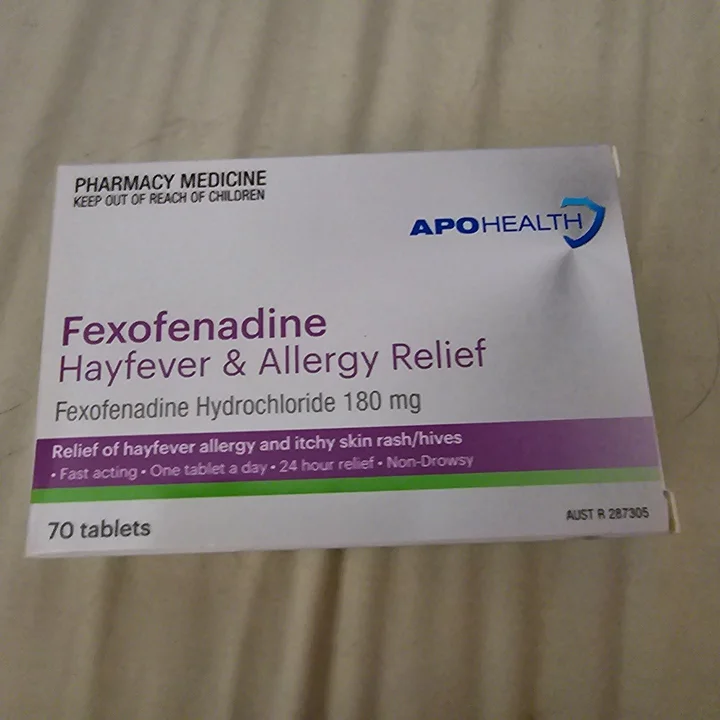 PHARMACY MEDICINE
KEEP OUT OF REACH OF CHILDREN
APOHEALTH
Fexofenadine
Hayfever & Allergy Relief
Fexofenadine Hydrochloride 180 mg
Relief of hayfever allergy and itchy skin rash/hives
• Fast acting • One tablet a day • 24 hour relief • Non-Drowsy
70 tablets
AUST R 287305